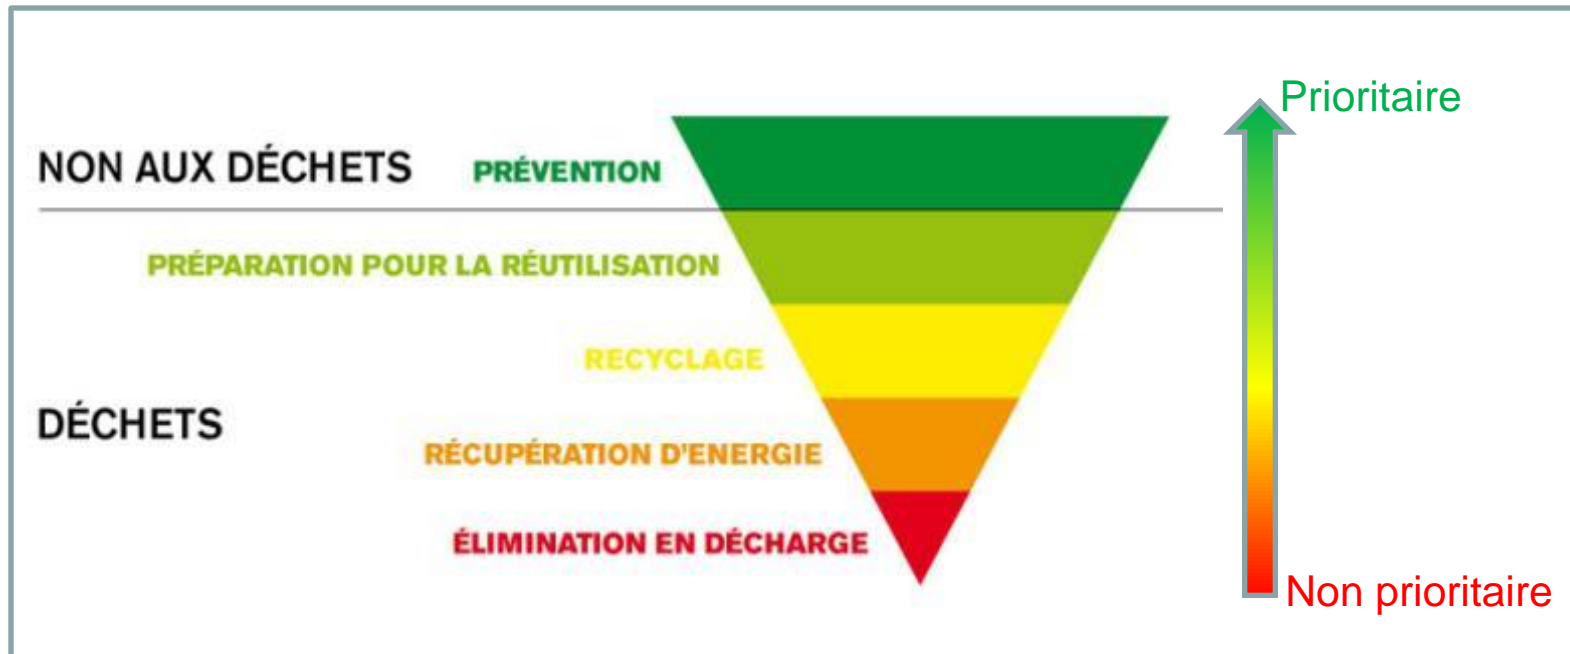 Prioritaire
NON AUX DÉCHETS
PRÉVENTION
PRÉPARATION POUR LA RÉUTILISATION
RECYCLAGE
DÉCHETS
RÉCUPÉRATION D'ENERGIE
ÉLIMINATION EN DÉCHARGE
Non prioritaire